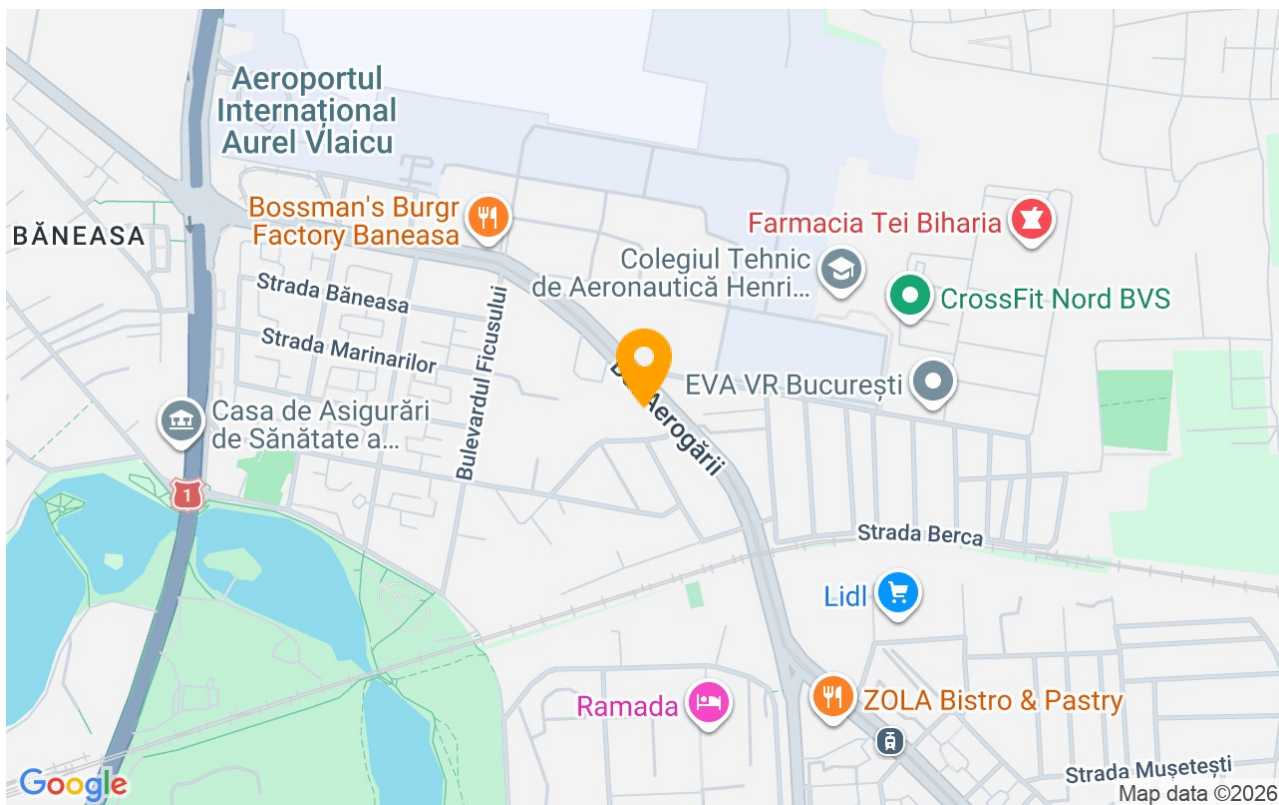 Aeroportul
Internațional
Aurel Vlaicu
Bossman's Burgr
Factory Baneasa
BĂNEASA
Farmacia Tei Biharia
Colegiul Tehnic
de Aeronautică Henri...
CrossFit Nord BVS
Strada Băneasa
Strada Marinarilor
Bulevardul Ficusului
Aerogării
EVA VR București
Casa de Asigurări
de Sănătate a...
1
Strada Berca
Lidl
Ramada
ZOLA Bistro & Pastry
Strada Mușetești
Google
Map data ©2026